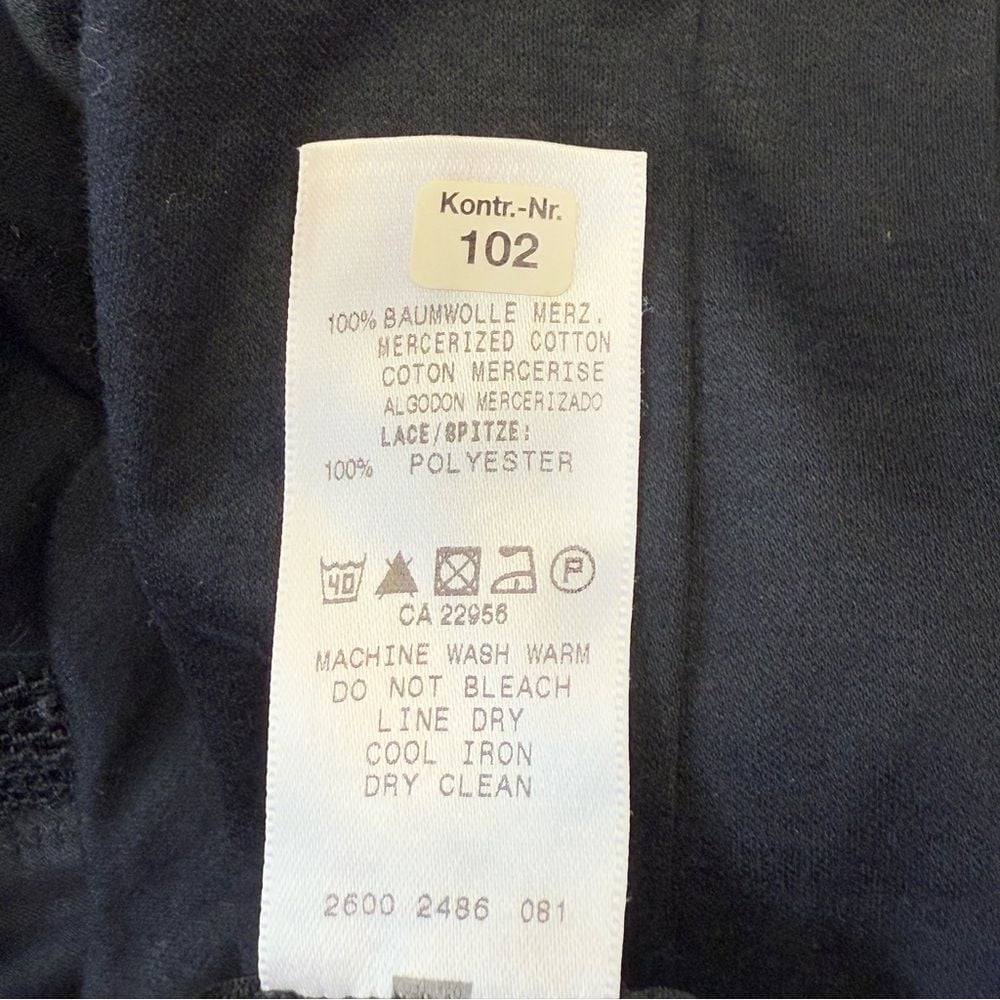 Kontr.-Nr.
102
100% BAUMWOLLE MERZ.
MERCERIZED COTTON
COTON MERCERISE
ALGODON MERCERIZADO
LACE/SPITZE:
100% POLYESTER
40 P
CA 22956
MACHINE WASH WARM
DO NOT BLEACH
LINE DRY
COOL IRON
DRY CLEAN
2600 2486 081